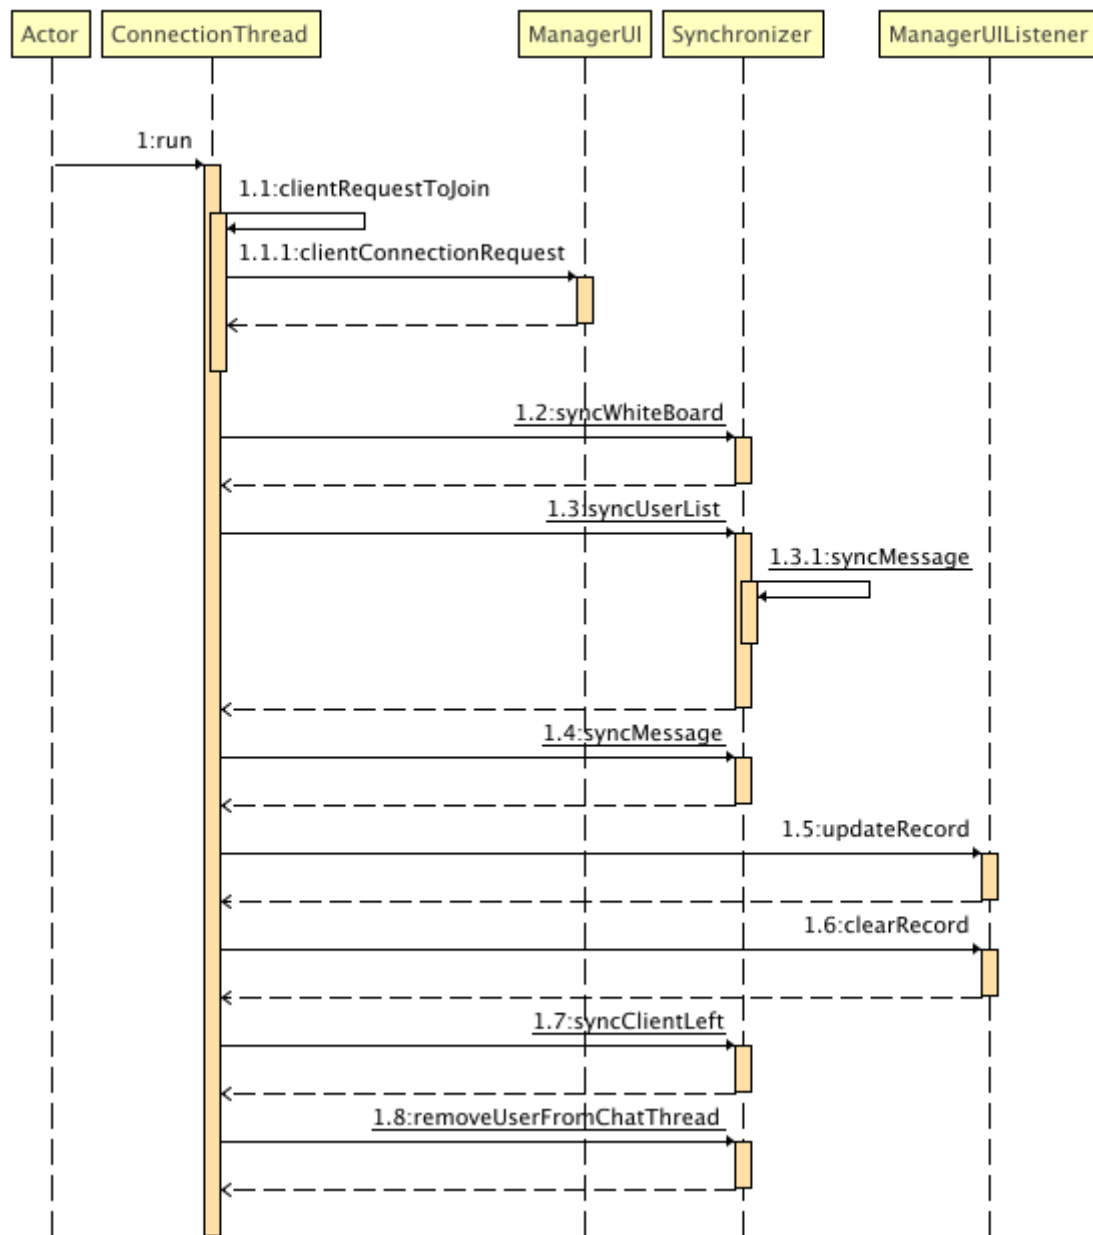 Actor ConnectionThread ManagerUI Synchronizer ManagerUIListener
1:run
1.1:clientRequestToJoin
1.1.1:clientConnectionRequest
1.2:syncWhiteBoard
1.3:syncUserList
1.3.1:syncMessage
1.4:syncMessage
1.5:updateRecord
1.6:clearRecord
1.7:syncClientLeft
1.8:removeUserFromChatThread